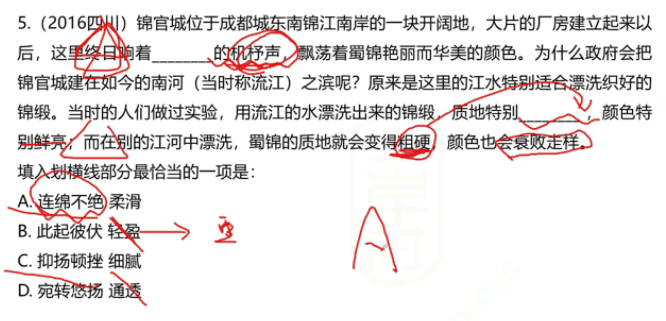 5.（2016四川）锦官城位于成都城东南锦江南岸的一块开阔地，大片的厂房建立起来以
后，这里终日响着________的机杼声，飘荡着蜀锦艳丽而华美的颜色。为什么政府会把
锦官城建在如今的南河（当时称流江）之滨呢？原来是这里的江水特别适合漂洗织好的
锦缎。当时的人们做过实验，用流江的水漂洗出来的锦缎，质地特别________，颜色特
别鲜亮；而在别的江河中漂洗，蜀锦的质地就会变得粗硬，颜色也会衰败走样。
填入划横线部分最恰当的一项是：
A. 连绵不绝 柔滑
B. 此起彼伏 轻盈
C. 抑扬顿挫 细腻
D. 宛转悠扬 通透
A